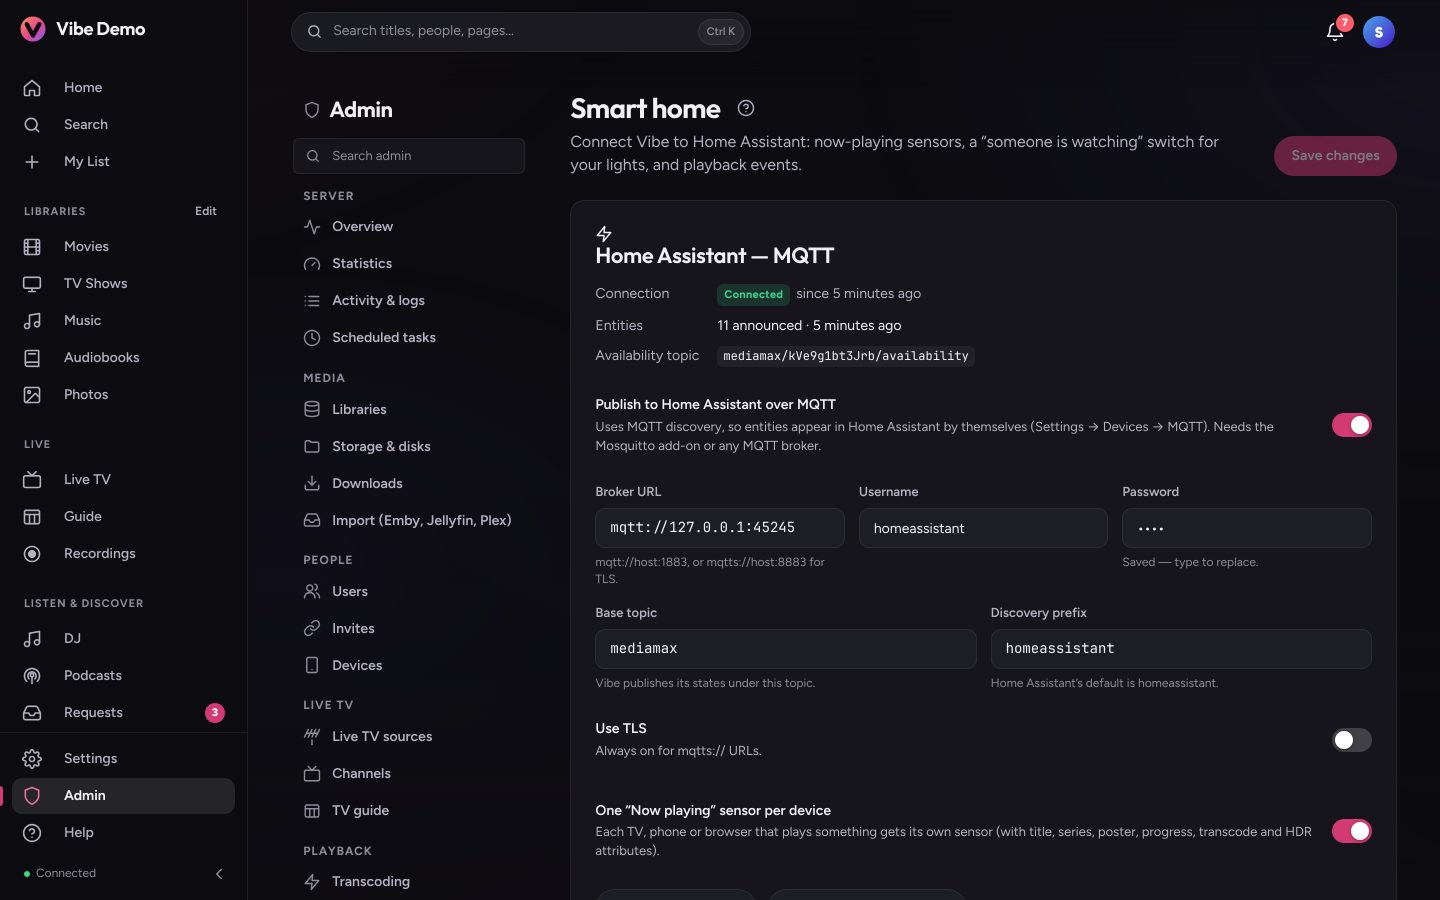 Vibe Demo
Search titles, people, pages...
Ctrl K
7
S
Home
Search
My List
LIBRARIES
Edit
Movies
TV Shows
Music
Audiobooks
Photos
LIVE
Live TV
Guide
Recordings
LISTEN & DISCOVER
DJ
Podcasts
Requests
3
Settings
Admin
Help
Connected
Admin
Search admin
SERVER
Overview
Statistics
Activity & logs
Scheduled tasks
MEDIA
Libraries
Storage & disks
Downloads
Import (Emby, Jellyfin, Plex)
PEOPLE
Users
Invites
Devices
LIVE TV
Live TV sources
Channels
TV guide
PLAYBACK
Transcoding
Smart home
Connect Vibe to Home Assistant: now-playing sensors, a “someone is watching” switch for
your lights, and playback events.
Save changes
Home Assistant — MQTT
Connection
Connected since 5 minutes ago
Entities
11 announced · 5 minutes ago
Availability topic
mediamax/kVe9g1bt3Jrb/availability
Publish to Home Assistant over MQTT
Uses MQTT discovery, so entities appear in Home Assistant by themselves (Settings → Devices → MQTT). Needs the
Mosquitto add-on or any MQTT broker.
Broker URL
mqtt://127.0.0.1:45245
mqtt://host:1883, or mqtts://host:8883 for
TLS.
Username
homeassistant
Password
••••
Saved — type to replace.
Base topic
mediamax
Vibe publishes its states under this topic.
Discovery prefix
homeassistant
Home Assistant's default is homeassistant.
Use TLS
Always on for mqtts:// URLs.
One “Now playing” sensor per device
Each TV, phone or browser that plays something gets its own sensor (with title, series, poster, progress, transcode and HDR
attributes).